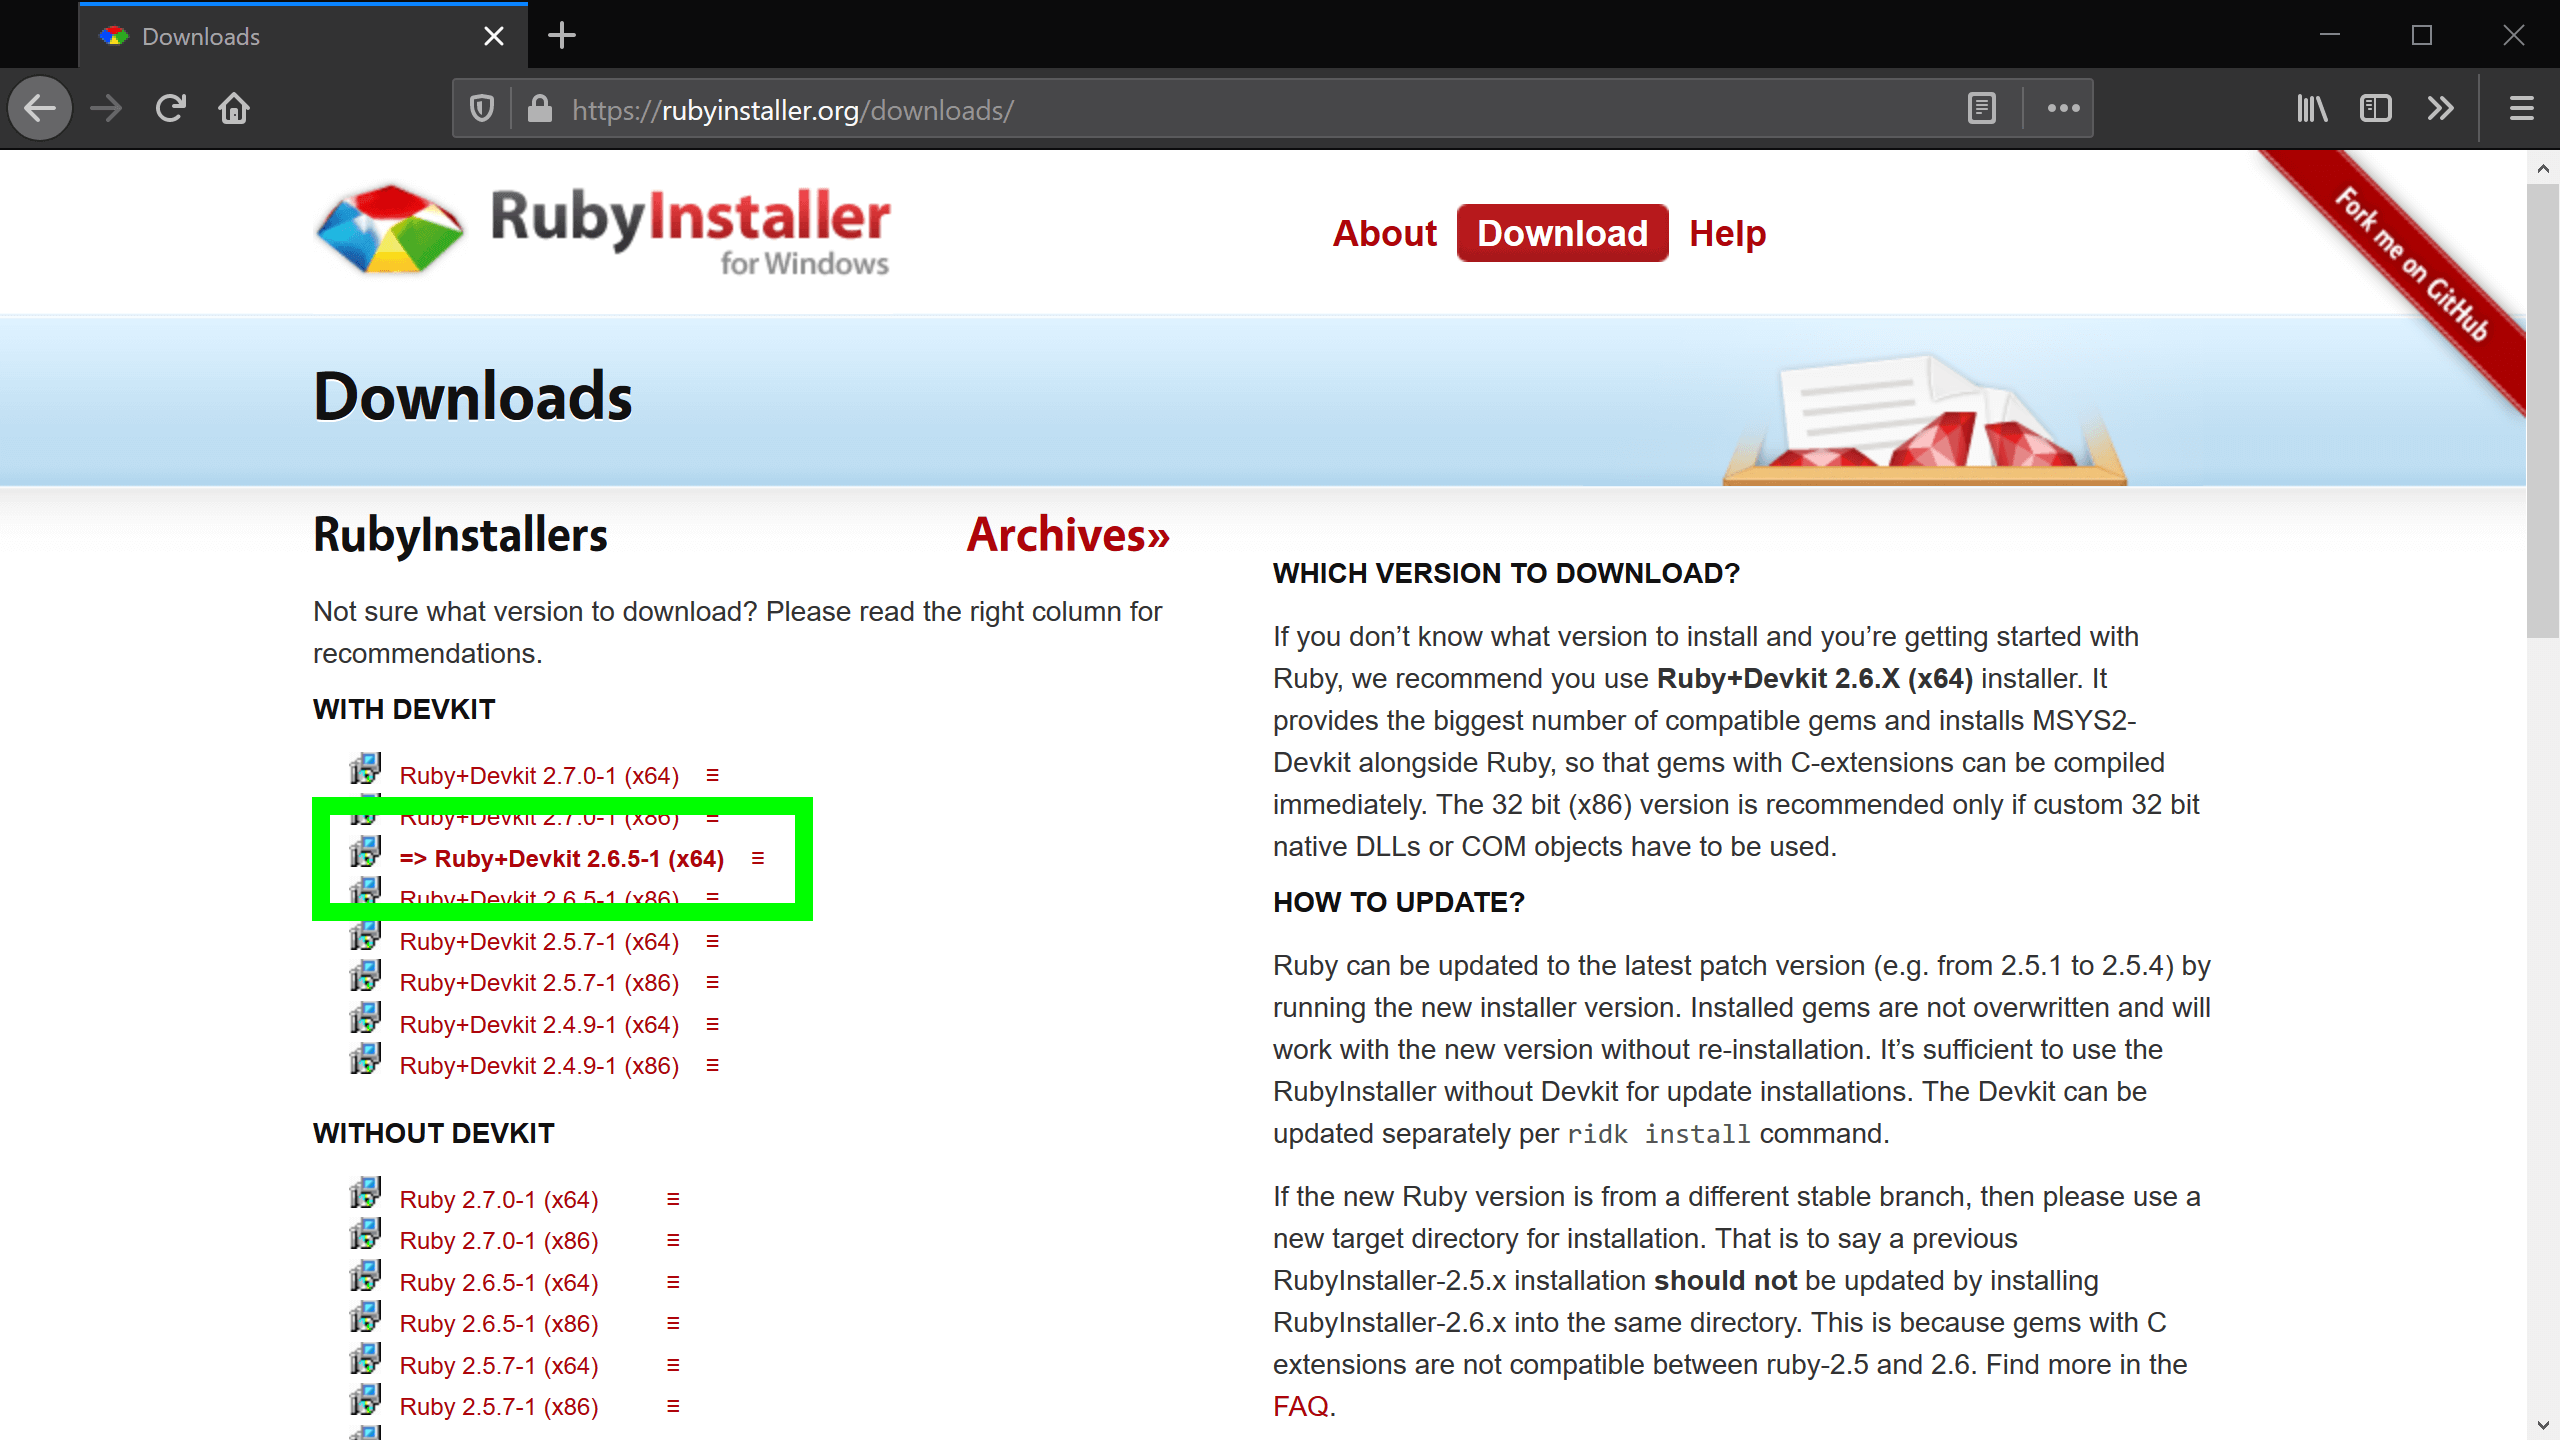 Downloads
https://rubyinstaller.org/downloads/
RubyInstaller
for Windows
About Download Help
Fork me on GitHub
Downloads
RubyInstallers Archives»
Not sure what version to download? Please read the right column for
recommendations.
WITH DEVKIT
Ruby+Devkit 2.7.0-1 (x64) ≡
Ruby+Devkit 2.7.0-1 (x86) ≡
=> Ruby+Devkit 2.6.5-1 (x64) ≡
Ruby+Devkit 2.6.5-1 (x86) ≡
Ruby+Devkit 2.5.7-1 (x64) ≡
Ruby+Devkit 2.5.7-1 (x86) ≡
Ruby+Devkit 2.4.9-1 (x64) ≡
Ruby+Devkit 2.4.9-1 (x86) ≡
WITHOUT DEVKIT
Ruby 2.7.0-1 (x64) ≡
Ruby 2.7.0-1 (x86) ≡
Ruby 2.6.5-1 (x64) ≡
Ruby 2.6.5-1 (x86) ≡
Ruby 2.5.7-1 (x64) ≡
Ruby 2.5.7-1 (x86) ≡
WHICH VERSION TO DOWNLOAD?
If you don’t know what version to install and you’re getting started with
Ruby, we recommend you use Ruby+Devkit 2.6.X (x64) installer. It
provides the biggest number of compatible gems and installs MSYS2-
Devkit alongside Ruby, so that gems with C-extensions can be compiled
immediately. The 32 bit (x86) version is recommended only if custom 32 bit
native DLLs or COM objects have to be used.
HOW TO UPDATE?
Ruby can be updated to the latest patch version (e.g. from 2.5.1 to 2.5.4) by
running the new installer version. Installed gems are not overwritten and will
work with the new version without re-installation. It’s sufficient to use the
RubyInstaller without Devkit for update installations. The Devkit can be
updated separately per ridk install command.
If the new Ruby version is from a different stable branch, then please use a
new target directory for installation. That is to say a previous
RubyInstaller-2.5.x installation should not be updated by installing
RubyInstaller-2.6.x into the same directory. This is because gems with C
extensions are not compatible between ruby-2.5 and 2.6. Find more in the
FAQ.